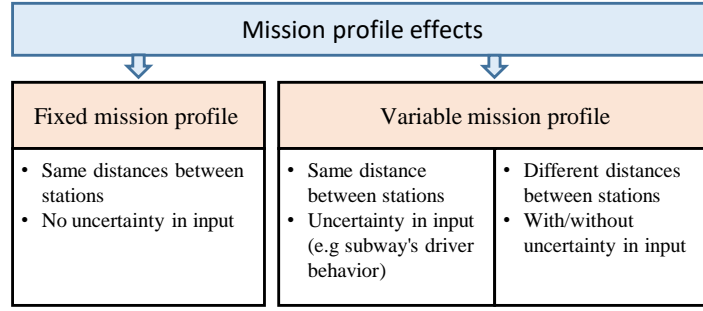 Mission profile effects
Fixed mission profile
• Same distances between
stations
• No uncertainty in input
Variable mission profile
• Same distance
between stations
• Uncertainty in input
(e.g subway's driver
behavior)
• Different distances
between stations
• With/without
uncertainty in input